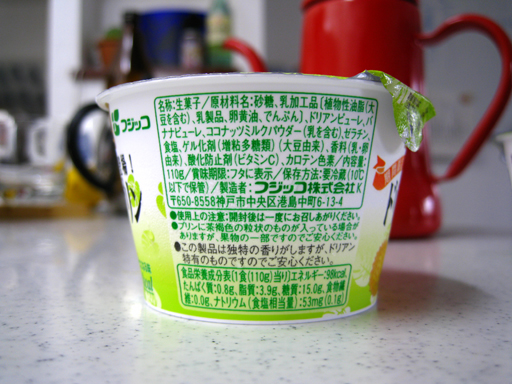 フジッコ
名称:生菓子/原材料名:砂糖、乳加工品〔植物性油脂(大
豆を含む)、乳製品、卵黄油、でんぷん〕、ドリアンピューレ、バ
ナナピューレ、ココナッツミルクパウダー(乳を含む)、ゼラチン、
食塩、ゲル化剤(増粘多糖類)(大豆由来)、香料(乳・卵
由来)、酸化防止剤(ビタミンC)、カロテン色素/内容量:
110g/賞味期限:フタに表示/保存方法:要冷蔵(10℃
以下で保管)/製造者:フジッコ株式会社K
〒650-8558神戸市中央区港島中町6-13-4
●使用上の注意:開封後は一度にお召しあがりください。
●プリンに茶褐色の粒状のものが入っている場合が
ありますが、果物の一部ですのでご安心ください。
●この製品は独特の香りがしますが、ドリアン
特有のものですのでご安心ください。
食品栄養成分表(1食(110g)当り)エネルギー:98kcal、
たんぱく質:0.8g、脂質:3.9g、糖質:15.0g、食物繊
維:0.0g、ナトリウム(食塩相当量):53mg(0.1g)
ン
ド